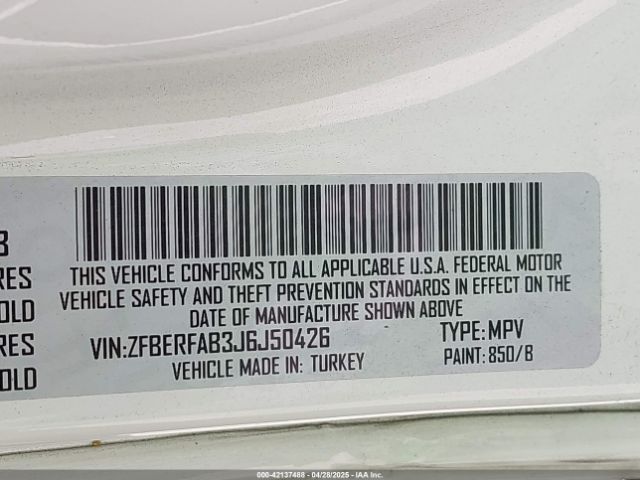 3
RES
OLD
RES
OLD
THIS VEHICLE CONFORMS TO ALL APPLICABLE U.S.A. FEDERAL MOTOR
VEHICLE SAFETY AND THEFT PREVENTION STANDARDS IN EFFECT ON THE
DATE OF MANUFACTURE SHOWN ABOVE
VIN:ZFBERFAB3J6J50426 TYPE:MPV
VEHICLE MADE IN: TURKEY PAINT: 850/B
000-42137488 - 04/28/2025 - IAA Inc.